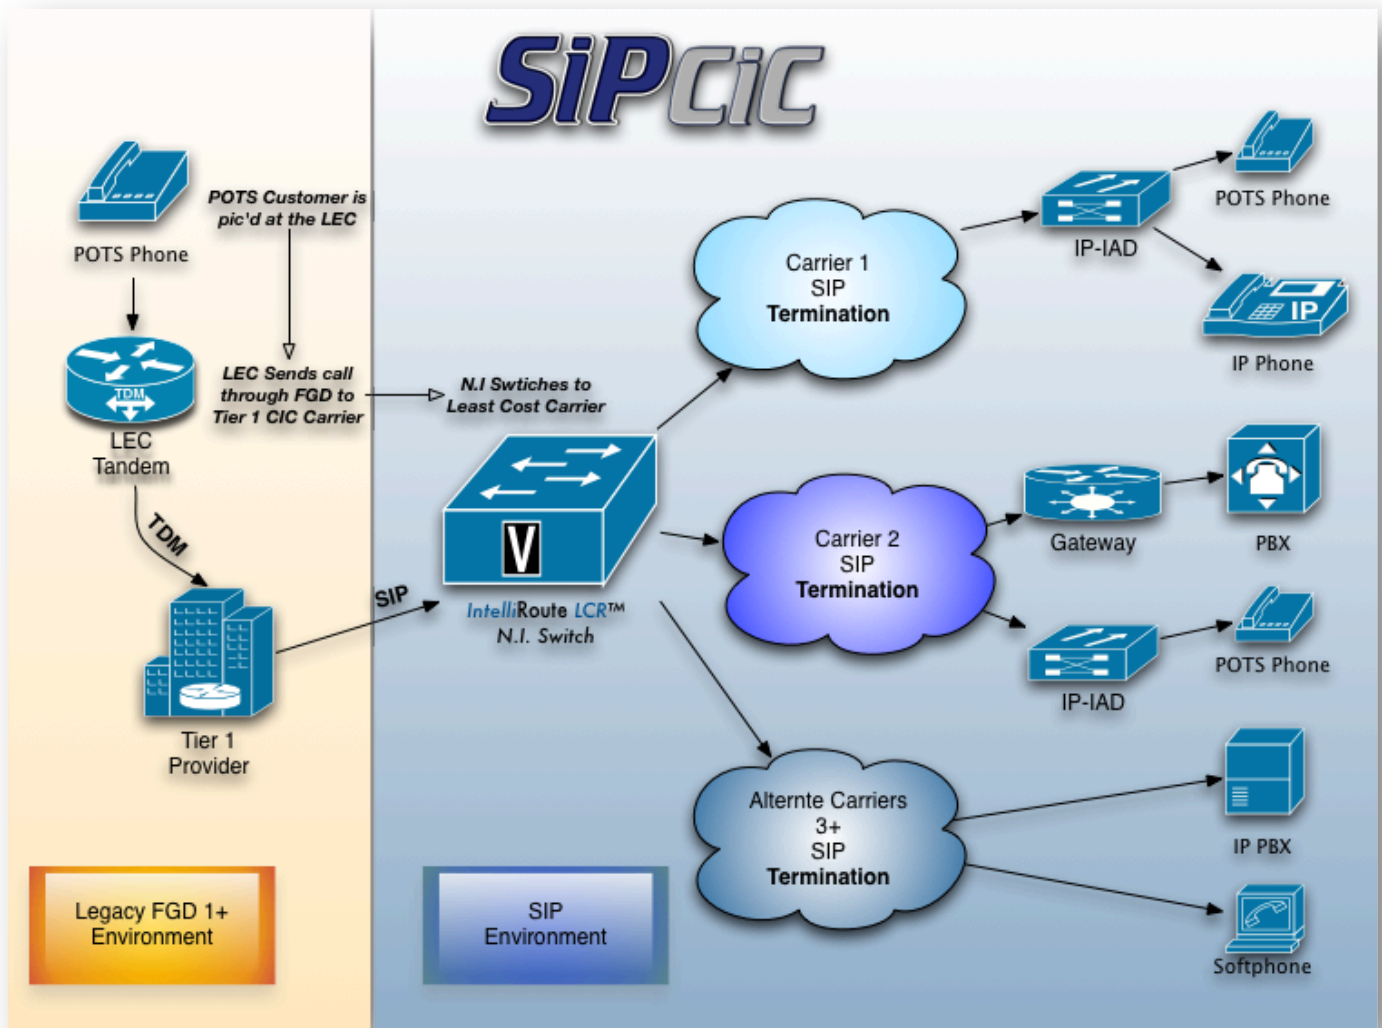 SiPCiC
POTS Phone
POTS Customer is
pic'd at the LEC
LEC Sends call
through FGD to
Tier 1 CIC Carrier
TDM
LEC
Tandem
TDM
Tier 1
Provider
SIP
N.I Swtiches to
Least Cost Carrier
V
IntelliRoute LCR™
N.I. Switch
Carrier 1
SIP
Termination
IP-IAD
POTS Phone
IP
IP Phone
Carrier 2
SIP
Termination
Gateway
PBX
IP-IAD
POTS Phone
Alternte Carriers
3+
SIP
Termination
IP PBX
Softphone
Legacy FGD 1+
Environment
SIP
Environment